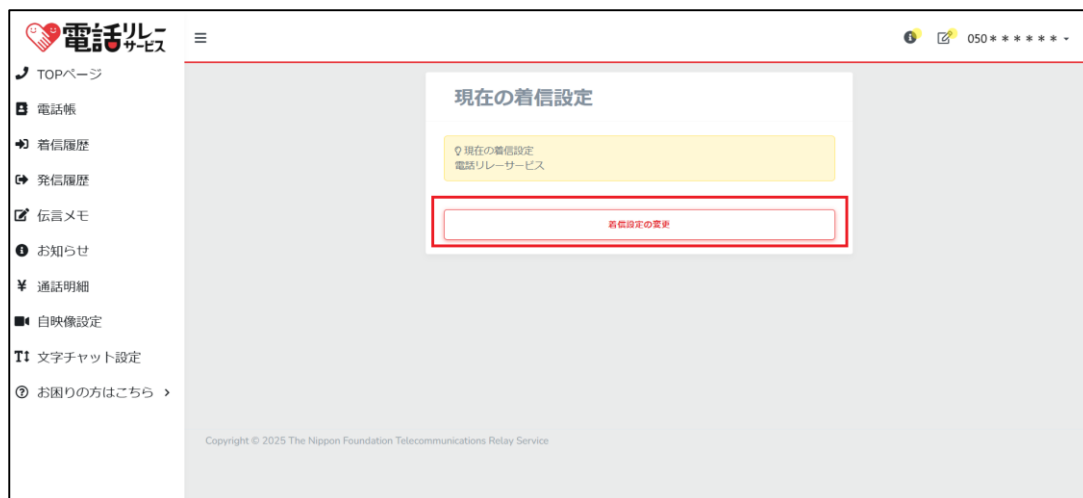 電話リレーサービス
050******
TOPページ
電話帳
着信履歴
発信履歴
伝言メモ
お知らせ
通話明細
自映像設定
文字チャット設定
お困りの方はこちら
現在の着信設定
現在の着信設定
電話リレーサービス
着信設定の変更
Copyright © 2025 The Nippon Foundation Telecommunications Relay Service